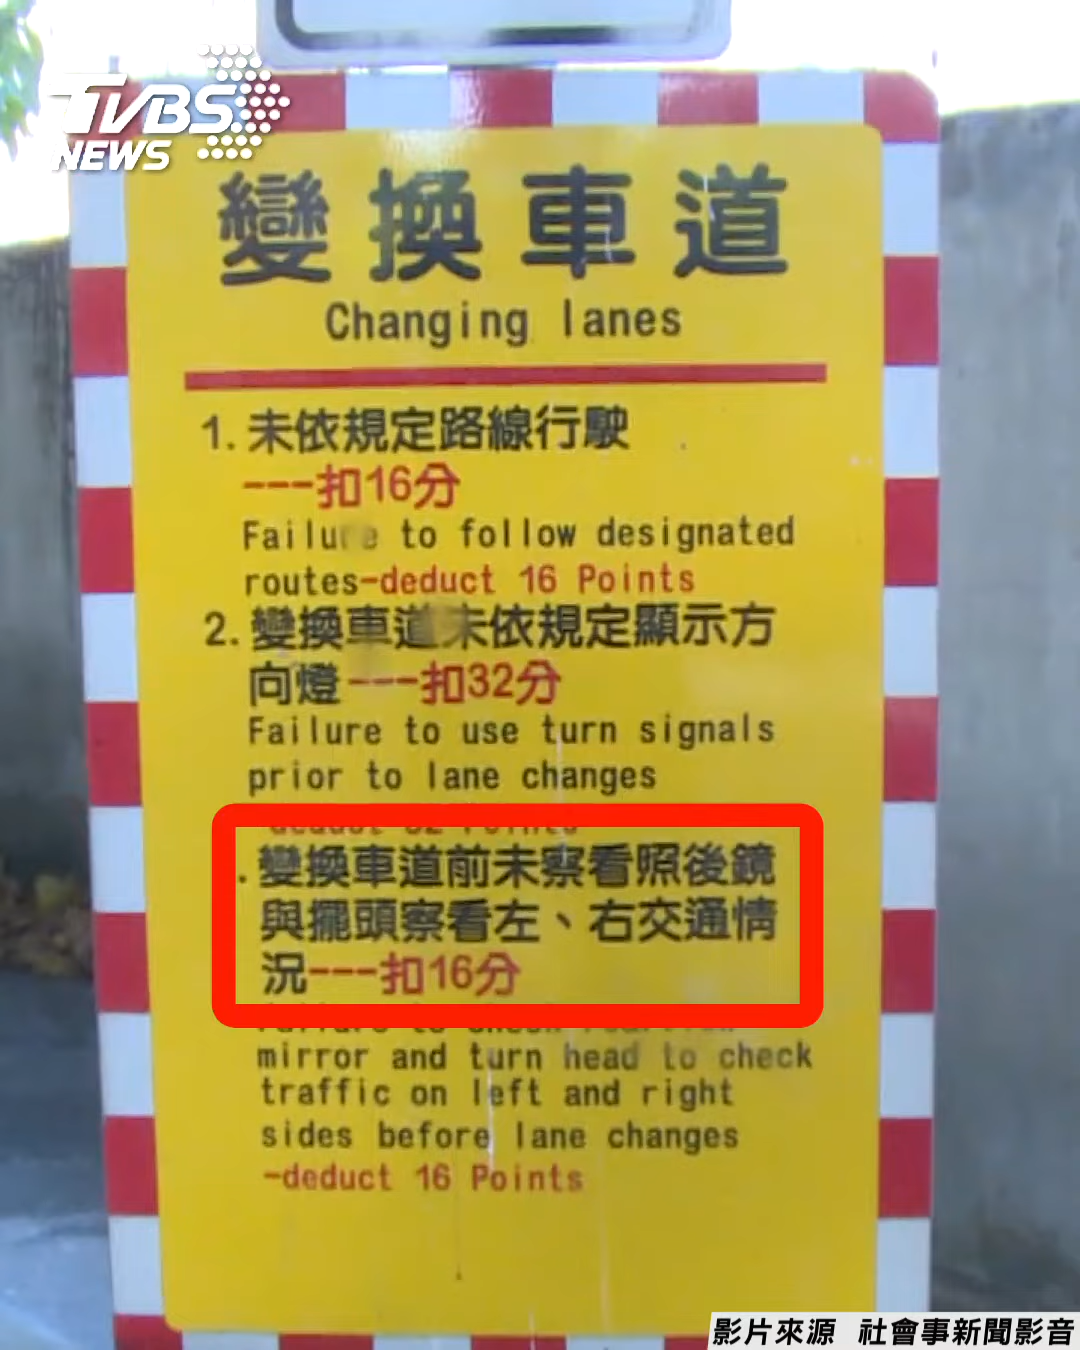 TVBS
NEWS
變換車道
Changing lanes
1. 未依規定路線行駛
---扣16分
Failure to follow designated
routes-deduct 16 Points
2. 變換車道未依規定顯示方
向燈---扣32分
Failure to use turn signals
prior to lane changes
-deduct 32 Points
. 變換車道前未察看照後鏡
與擺頭察看左、右交通情
況---扣16分
Failure to check rearview
mirror and turn head to check
traffic on left and right
sides before lane changes
-deduct 16 Points
影片來源 社會事新聞影音